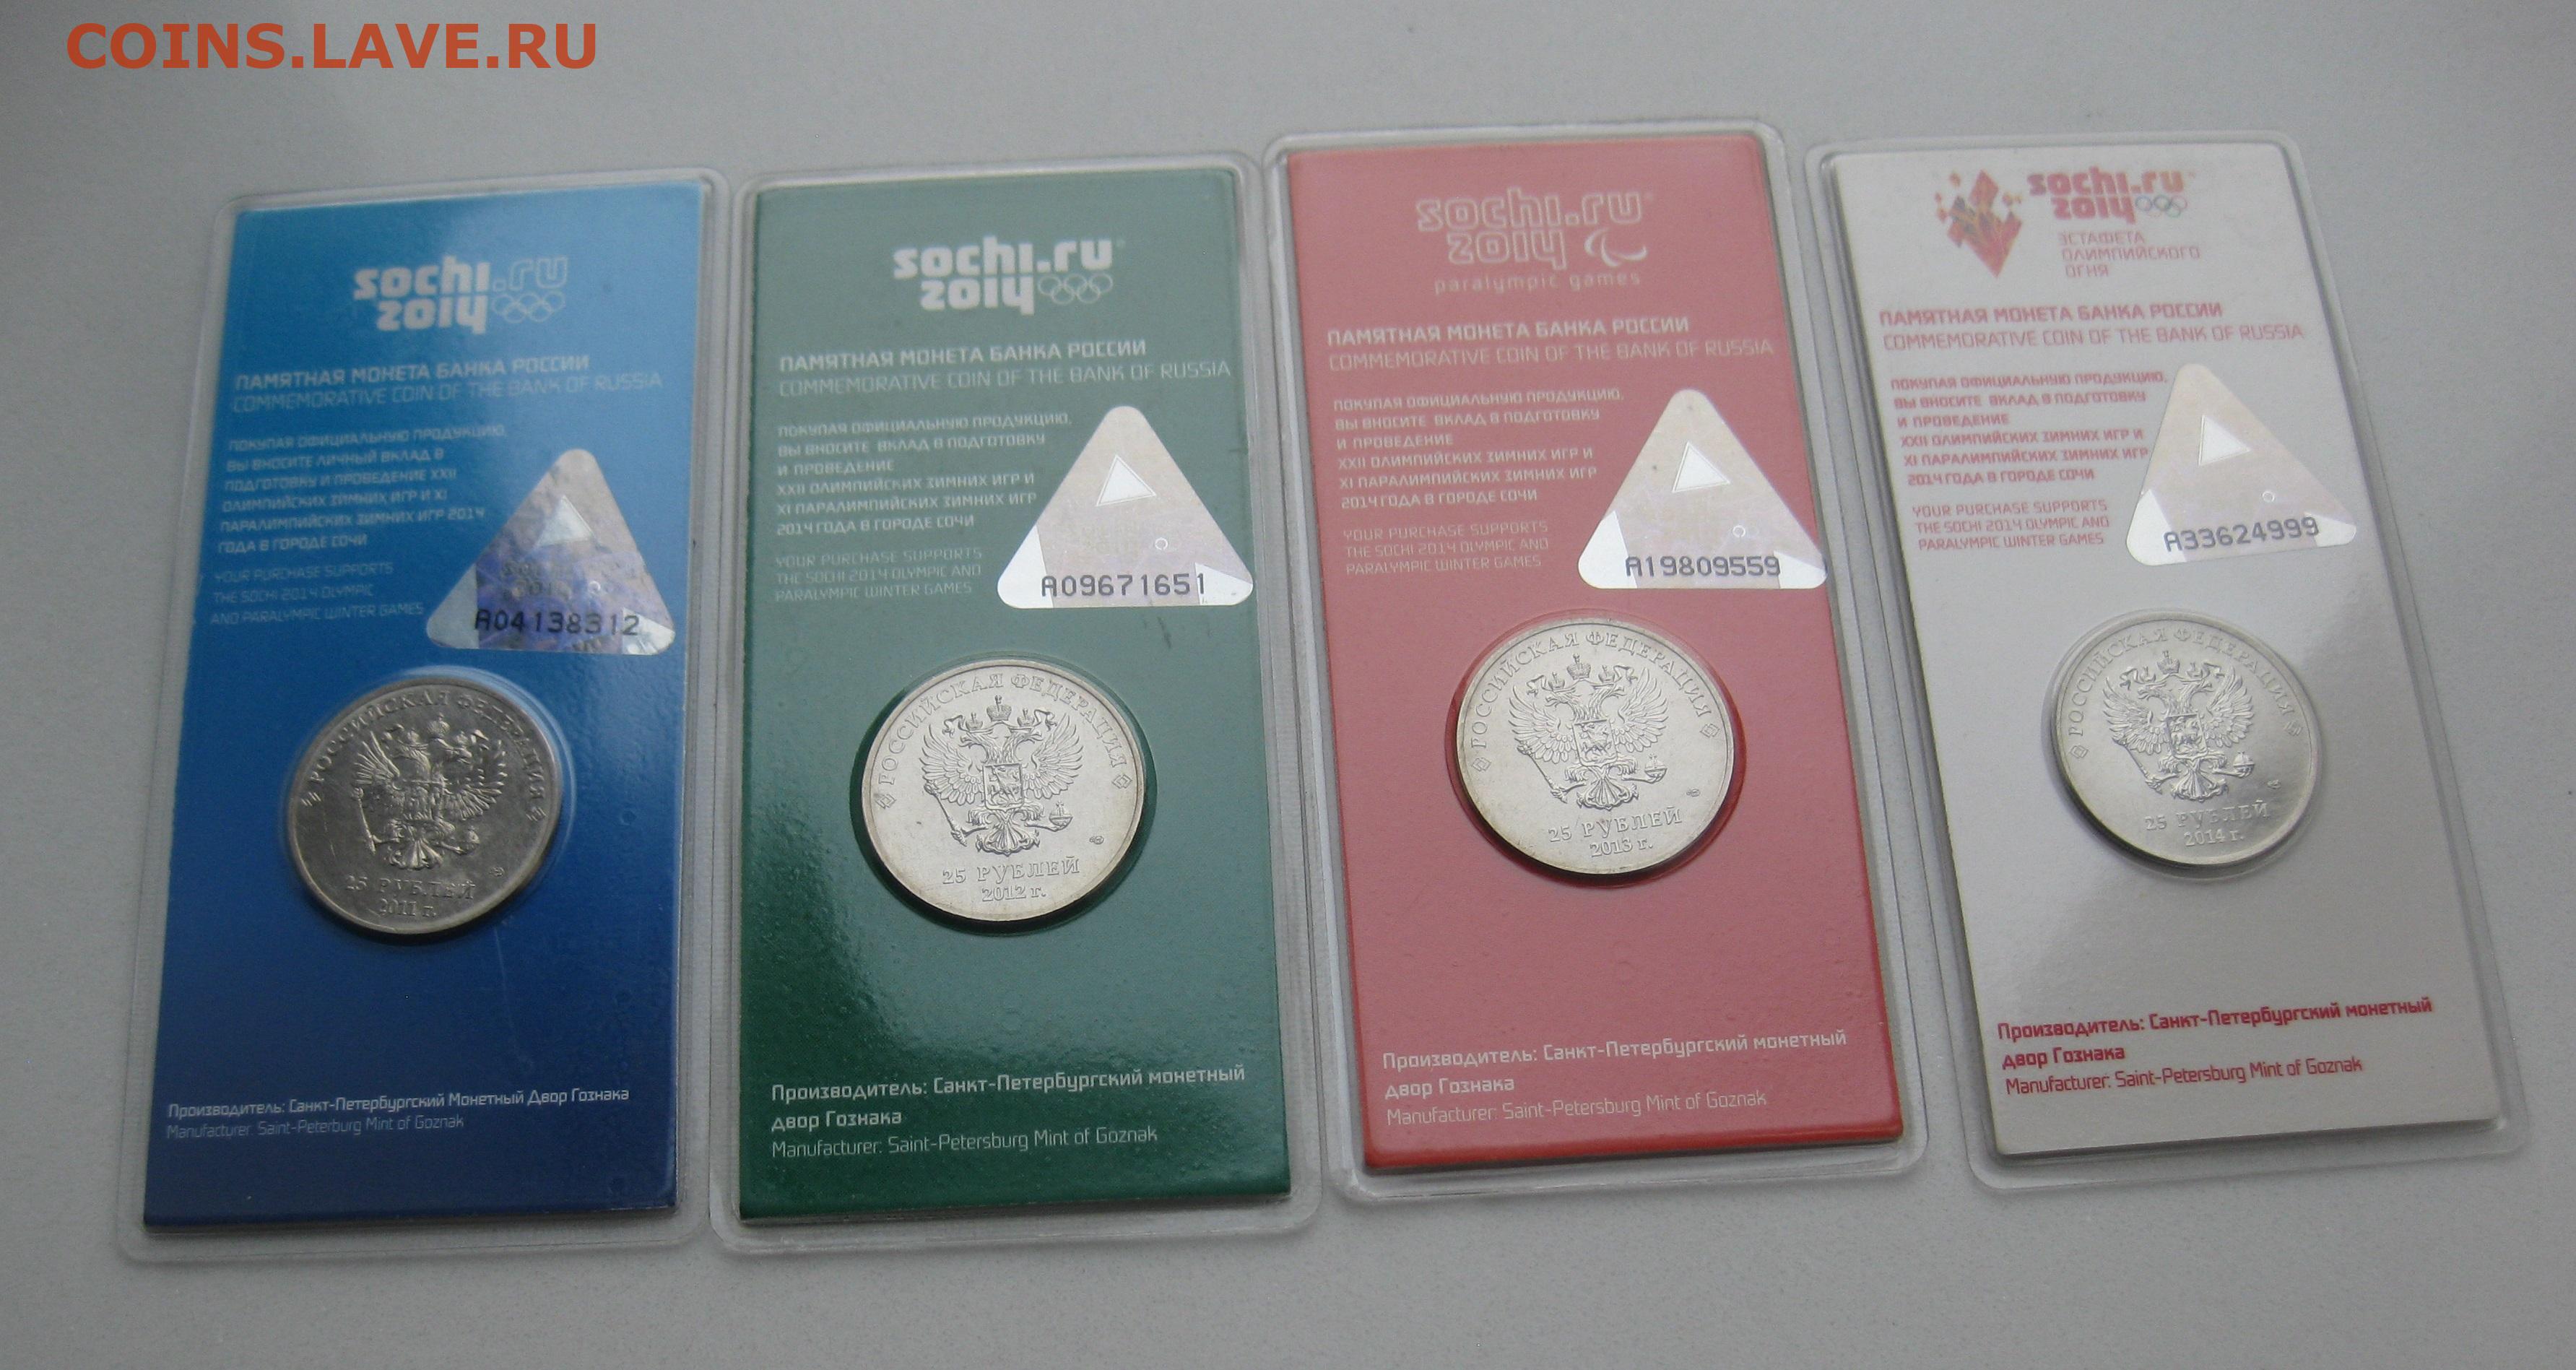 COINS.LAVE.RU
sochi.ru
2014
ПАМЯТНАЯ МОНЕТА БАНКА РОССИИ
COMMEMORATIVE COIN OF THE BANK OF RUSSIA
ПОКУПАЯ ОФИЦИАЛЬНУЮ ПРОДУКЦИЮ,
ВЫ ВНОСИТЕ ЛИЧНЫЙ ВКЛАД В
ПОДГОТОВКУ И ПРОВЕДЕНИЕ XXII
ОЛИМПИЙСКИХ ЗИМНИХ ИГР И XI
ПАРАЛИМПИЙСКИХ ЗИМНИХ ИГР 2014
ГОДА В ГОРОДЕ СОЧИ
YOUR PURCHASE SUPPORTS
THE SOCHI 2014 OLYMPIC
AND PARALYMPIC WINTER GAMES
A04138312
РОССИЙСКАЯ ФЕДЕРАЦИЯ
25 РУБЛЕЙ
2011 г.
Производитель: Санкт-Петербургский Монетный Двор Гознака
Manufacturer: Saint-Peterburg Mint of Goznak
sochi.ru
2014
ПАМЯТНАЯ МОНЕТА БАНКА РОССИИ
COMMEMORATIVE COIN OF THE BANK OF RUSSIA
ПОКУПАЯ ОФИЦИАЛЬНУЮ ПРОДУКЦИЮ,
ВЫ ВНОСИТЕ ВКЛАД В ПОДГОТОВКУ
И ПРОВЕДЕНИЕ
XXII ОЛИМПИЙСКИХ ЗИМНИХ ИГР И
XI ПАРАЛИМПИЙСКИХ ЗИМНИХ ИГР
2014 ГОДА В ГОРОДЕ СОЧИ
YOUR PURCHASE SUPPORTS
THE SOCHI 2014 OLYMPIC AND
PARALYMPIC WINTER GAMES
A09671651
РОССИЙСКАЯ ФЕДЕРАЦИЯ
25 РУБЛЕЙ
2012 г.
Производитель: Санкт-Петербургский монетный
двор Гознака
Manufacturer: Saint-Petersburg Mint of Goznak
sochi.ru
2014
paralympic games
ПАМЯТНАЯ МОНЕТА БАНКА РОССИИ
COMMEMORATIVE COIN OF THE BANK OF RUSSIA
ПОКУПАЯ ОФИЦИАЛЬНУЮ ПРОДУКЦИЮ,
ВЫ ВНОСИТЕ ВКЛАД В ПОДГОТОВКУ
И ПРОВЕДЕНИЕ
XXII ОЛИМПИЙСКИХ ЗИМНИХ ИГР И
XI ПАРАЛИМПИЙСКИХ ЗИМНИХ ИГР
2014 ГОДА В ГОРОДЕ СОЧИ
YOUR PURCHASE SUPPORTS
THE SOCHI 2014 OLYMPIC AND
PARALYMPIC WINTER GAMES
A19809559
РОССИЙСКАЯ ФЕДЕРАЦИЯ
25 РУБЛЕЙ
2013 г.
Производитель: Санкт-Петербургский монетный
двор Гознака
Manufacturer: Saint-Petersburg Mint of Goznak
sochi.ru
2014
ЭСТАФЕТА
ОЛИМПИЙСКОГО
ОГНЯ
ПАМЯТНАЯ МОНЕТА БАНКА РОССИИ
COMMEMORATIVE COIN OF THE BANK OF RUSSIA
ПОКУПАЯ ОФИЦИАЛЬНУЮ ПРОДУКЦИЮ,
ВЫ ВНОСИТЕ ВКЛАД В ПОДГОТОВКУ
И ПРОВЕДЕНИЕ
XXII ОЛИМПИЙСКИХ ЗИМНИХ ИГР И
XI ПАРАЛИМПИЙСКИХ ЗИМНИХ ИГР
2014 ГОДА В ГОРОДЕ СОЧИ
YOUR PURCHASE SUPPORTS
THE SOCHI 2014 OLYMPIC AND
PARALYMPIC WINTER GAMES
A33624999
РОССИЙСКАЯ ФЕДЕРАЦИЯ
25 РУБЛЕЙ
2014 г.
Производитель: Санкт-Петербургский монетный
двор Гознака
Manufacturer: Saint-Petersburg Mint of Goznak